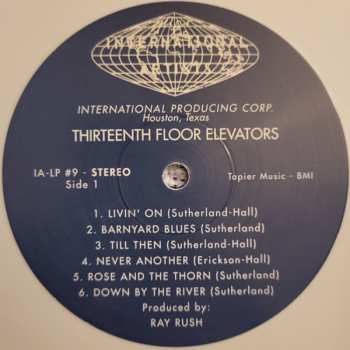 INTERNATIONAL
ARTISTS
INTERNATIONAL PRODUCING CORP.
Houston, Texas
THIRTEENTH FLOOR ELEVATORS
IA-LP #9 - STEREO
Side 1
Tapier Music - BMI
1. LIVIN' ON (Sutherland-Hall)
2. BARNYARD BLUES (Sutherland)
3. TILL THEN (Sutherland-Hall)
4. NEVER ANOTHER (Erickson-Hall)
5. ROSE AND THE THORN (Sutherland)
6. DOWN BY THE RIVER (Sutherland)
Produced by:
RAY RUSH